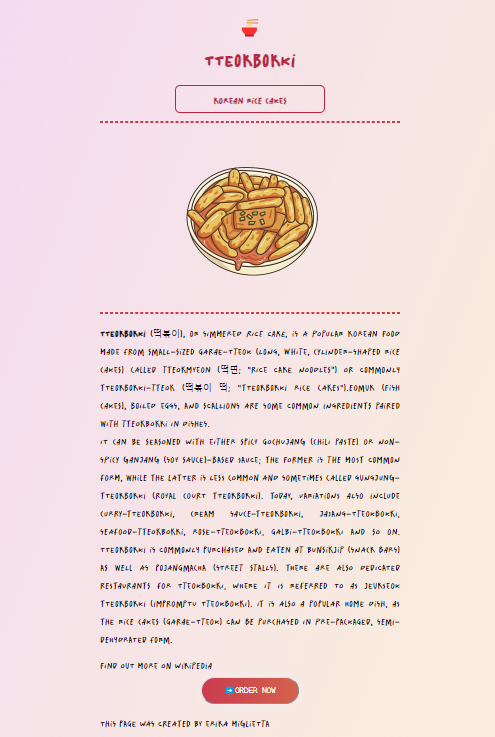 TTEOKBOKKI
KOREAN RICE CAKES
TTEOKBOKKI (떡볶이), OR SIMMERED RICE CAKE, IS A POPULAR KOREAN FOOD
MADE FROM SMALL-SIZED GARAE-TTEOK (LONG, WHITE, CYLINDER-SHAPED RICE
CAKES) CALLED TTEOKMYEON (떡면; "RICE CAKE NOODLES") OR COMMONLY
TTEOKBOKKI-TTEOK (떡볶이 떡; "TTEOKBOKKI RICE CAKES").EOMUK (FISH
CAKES), BOILED EGGS, AND SCALLIONS ARE SOME COMMON INGREDIENTS PAIRED
WITH TTEOKBOKKI IN DISHES.
IT CAN BE SEASONED WITH EITHER SPICY GOCHUJANG (CHILI PASTE) OR NON-
SPICY GANJANG (SOY SAUCE)-BASED SAUCE; THE FORMER IS THE MOST COMMON
FORM, WHILE THE LATTER IS LESS COMMON AND SOMETIMES CALLED GUNGJUNG-
TTEOKBOKKI (ROYAL COURT TTEOKBOKKI). TODAY, VARIATIONS ALSO INCLUDE
CURRY-TTEOKBOKKI, CREAM SAUCE-TTEOKBOKKI, JAJANG-TTEOKBOKKI,
SEAFOOD-TTEOKBOKKI, ROSE-TTEOKBOKKI, GALBI-TTEOKBOKKI AND SO ON.
TTEOKBOKKI IS COMMONLY PURCHASED AND EATEN AT BUNSIKJIP (SNACK BARS)
AS WELL AS POJANGMACHA (STREET STALLS). THERE ARE ALSO DEDICATED
RESTAURANTS FOR TTEOKBOKKI, WHERE IT IS REFERRED TO AS JEUKSEOK
TTEOKBOKKI (IMPROMPTU TTEOKBOKKI). IT IS ALSO A POPULAR HOME DISH, AS
THE RICE CAKES (GARAE-TTEOK) CAN BE PURCHASED IN PRE-PACKAGED, SEMI-
DEHYDRATED FORM.
FIND OUT MORE ON WIKIPEDIA
➡ORDER NOW
THIS PAGE WAS CREATED BY ERIKA MIGLIETTA